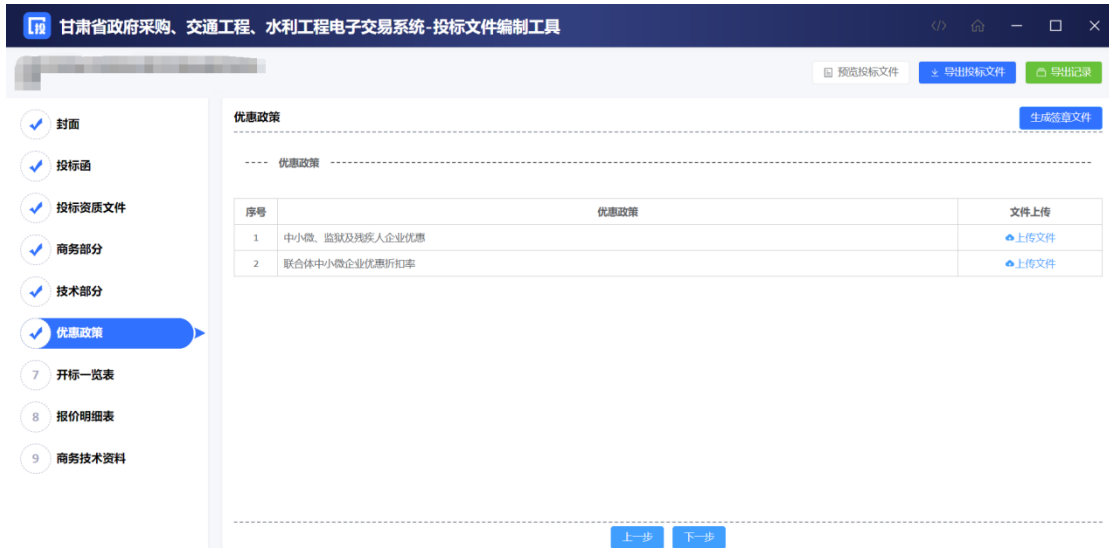 投 甘肃省政府采购、交通工程、水利工程电子交易系统-投标文件编制工具
预览投标文件 导出投标文件 导出记录
封面
投标函
投标资质文件
商务部分
技术部分
优惠政策
7 开标一览表
8 报价明细表
9 商务技术资料
优惠政策 生成签章文件
优惠政策
序号 优惠政策 文件上传
1 中小微、监狱及残疾人企业优惠 上传文件
2 联合体中小微企业优惠折扣率 上传文件
上一步 下一步